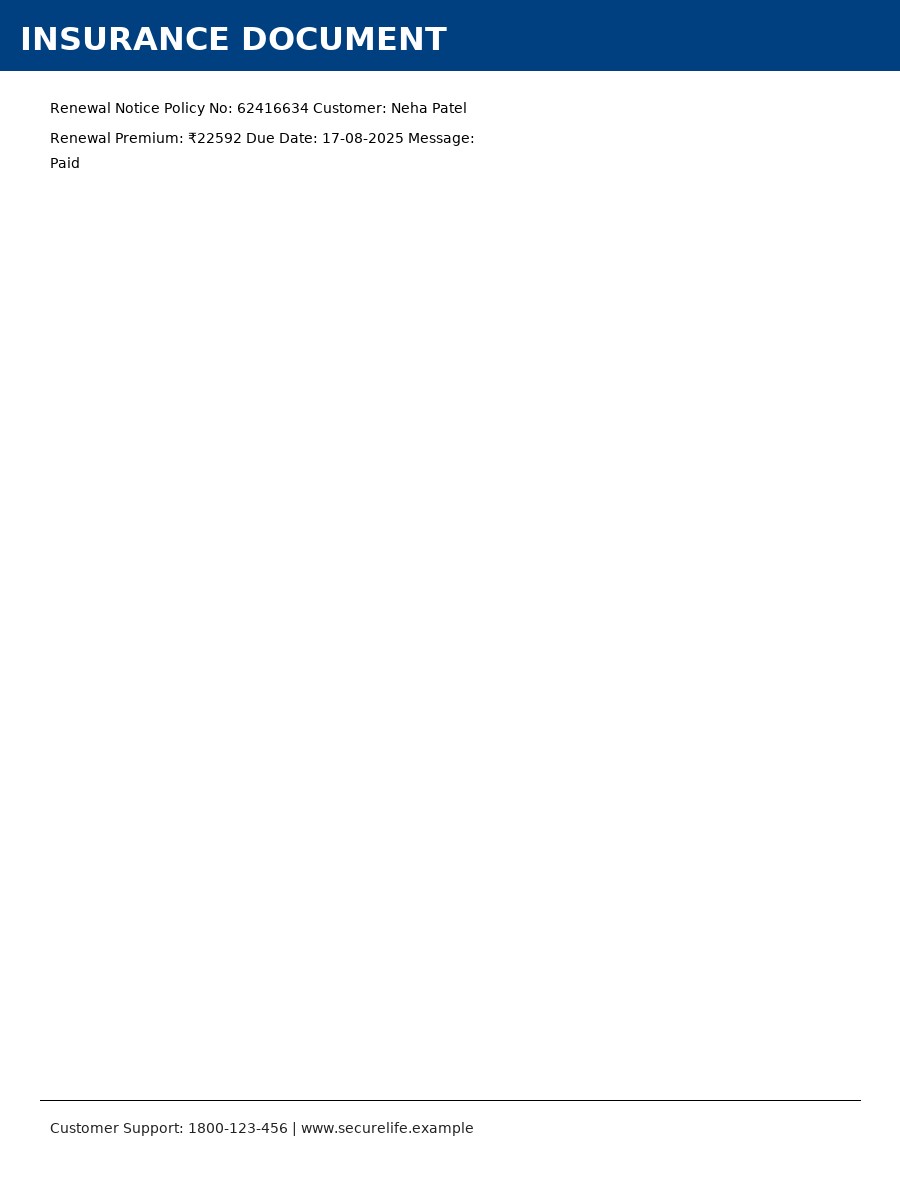 INSURANCE DOCUMENT
Renewal Notice Policy No: 62416634 Customer: Neha Patel
Renewal Premium: ₹22592 Due Date: 17-08-2025 Message:
Paid
Customer Support: 1800-123-456 | www.securelife.example